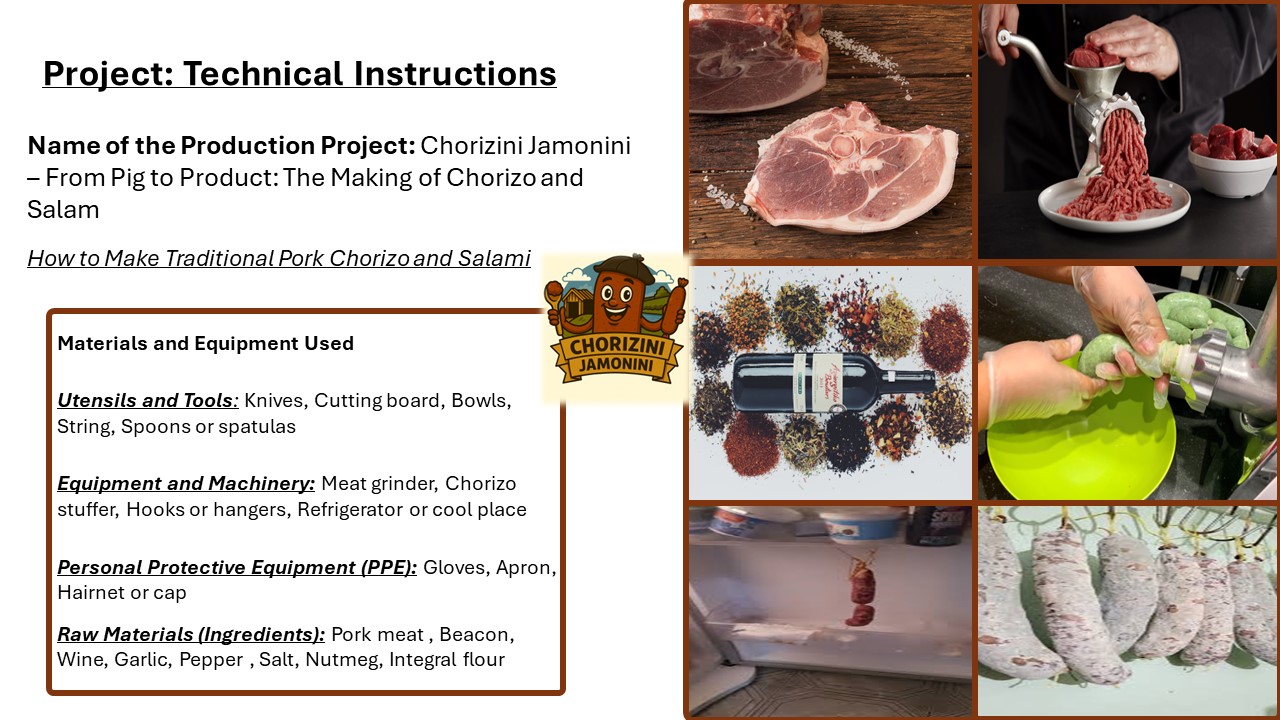 Project: Technical Instructions
Name of the Production Project: Chorizini Jamonini
– From Pig to Product: The Making of Chorizo and
Salam
How to Make Traditional Pork Chorizo and Salami
CHORIZINI
JAMONINI
Materials and Equipment Used
Utensils and Tools: Knives, Cutting board, Bowls,
String, Spoons or spatulas
Equipment and Machinery: Meat grinder, Chorizo
stuffer, Hooks or hangers, Refrigerator or cool place
Personal Protective Equipment (PPE): Gloves, Apron,
Hairnet or cap
Raw Materials (Ingredients): Pork meat , Beacon,
Wine, Garlic, Pepper , Salt, Nutmeg, Integral flour